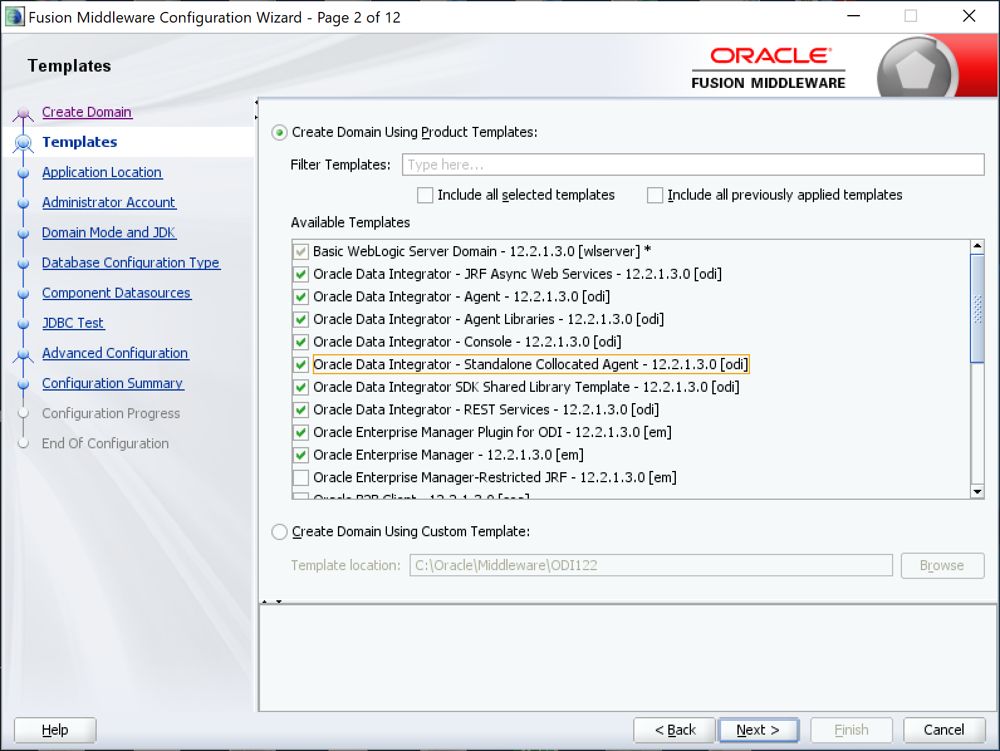 Fusion Middleware Configuration Wizard - Page 2 of 12
Templates
ORACLE
FUSION MIDDLEWARE
Create Domain
Templates
Application Location
Administrator Account
Domain Mode and JDK
Database Configuration Type
Component Datasources
JDBC Test
Advanced Configuration
Configuration Summary
Configuration Progress
End Of Configuration
Create Domain Using Product Templates:
Filter Templates: Type here...
Include all selected templates Include all previously applied templates
Available Templates
Basic WebLogic Server Domain - 12.2.1.3.0 [wlserver] *
Oracle Data Integrator - JRF Async Web Services - 12.2.1.3.0 [odi]
Oracle Data Integrator - Agent - 12.2.1.3.0 [odi]
Oracle Data Integrator - Agent Libraries - 12.2.1.3.0 [odi]
Oracle Data Integrator - Console - 12.2.1.3.0 [odi]
Oracle Data Integrator - Standalone Collocated Agent - 12.2.1.3.0 [odi]
Oracle Data Integrator SDK Shared Library Template - 12.2.1.3.0 [odi]
Oracle Data Integrator - REST Services - 12.2.1.3.0 [odi]
Oracle Enterprise Manager Plugin for ODI - 12.2.1.3.0 [em]
Oracle Enterprise Manager - 12.2.1.3.0 [em]
Oracle Enterprise Manager-Restricted JRF - 12.2.1.3.0 [em]
Oracle B2B Client - 12.2.1.3.0
Create Domain Using Custom Template:
Template location: C:\Oracle\Middleware\ODI122 Browse
Help < Back Next > Finish Cancel